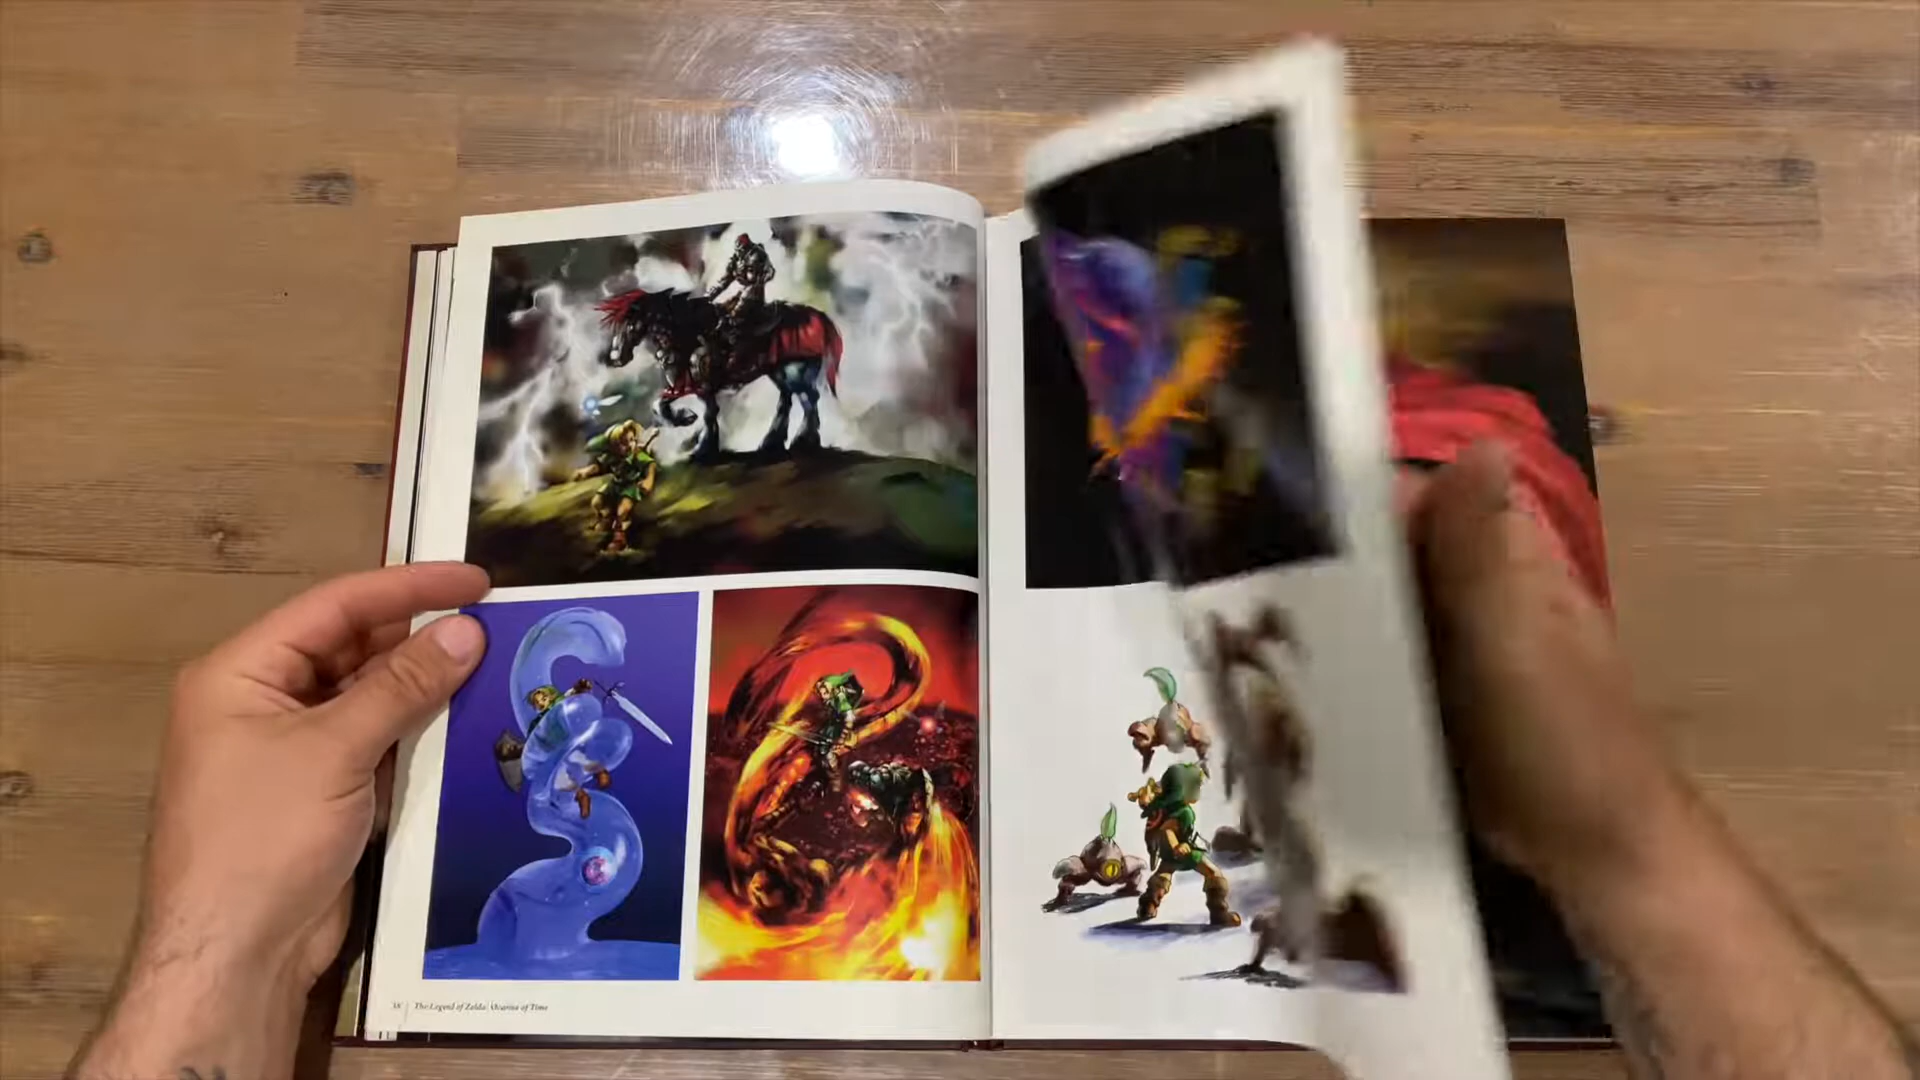 38 | The Legend of Zelda | Ocarina of Time